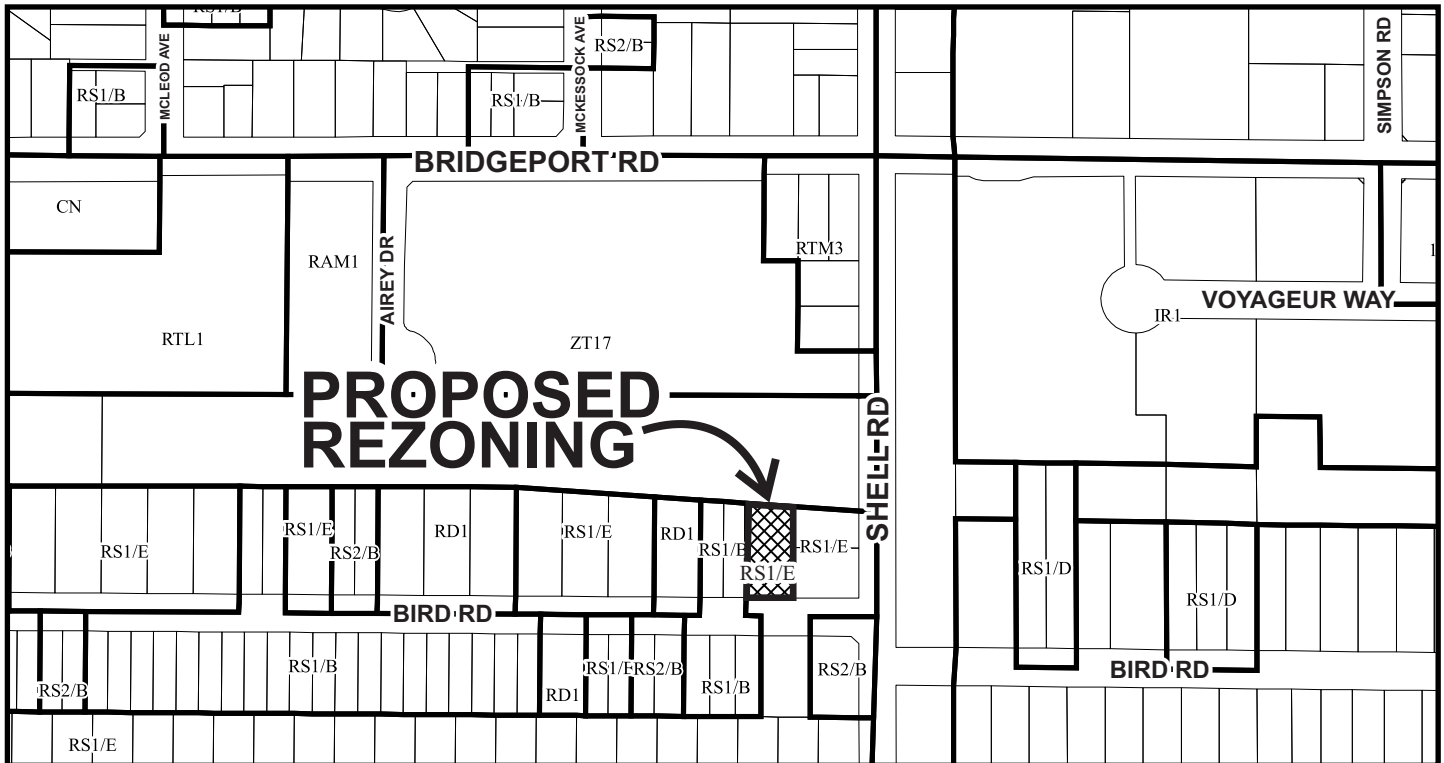 RS1/B
MCLEOD AVE
MCKESSOCK AVE
RS2/B
SIMPSON RD
RS1/B
RS1/B
BRIDGEPORT RD
CN
RAM1
AIREY DR
RTM3
RTL1
ZT17
VOYAGEUR WAY
IR1
PROPOSED
REZONING
SHELL RD
RS1/E
RS1/E
RS2/B
RD1
RS1/E
RD1
RS1/B
RS1/E
RS1/E
RS1/D
RS1/D
BIRD RD
BIRD RD
RS2/B
RS1/B
RD1
RS2/B
RS1/B
RS2/B
RS1/E